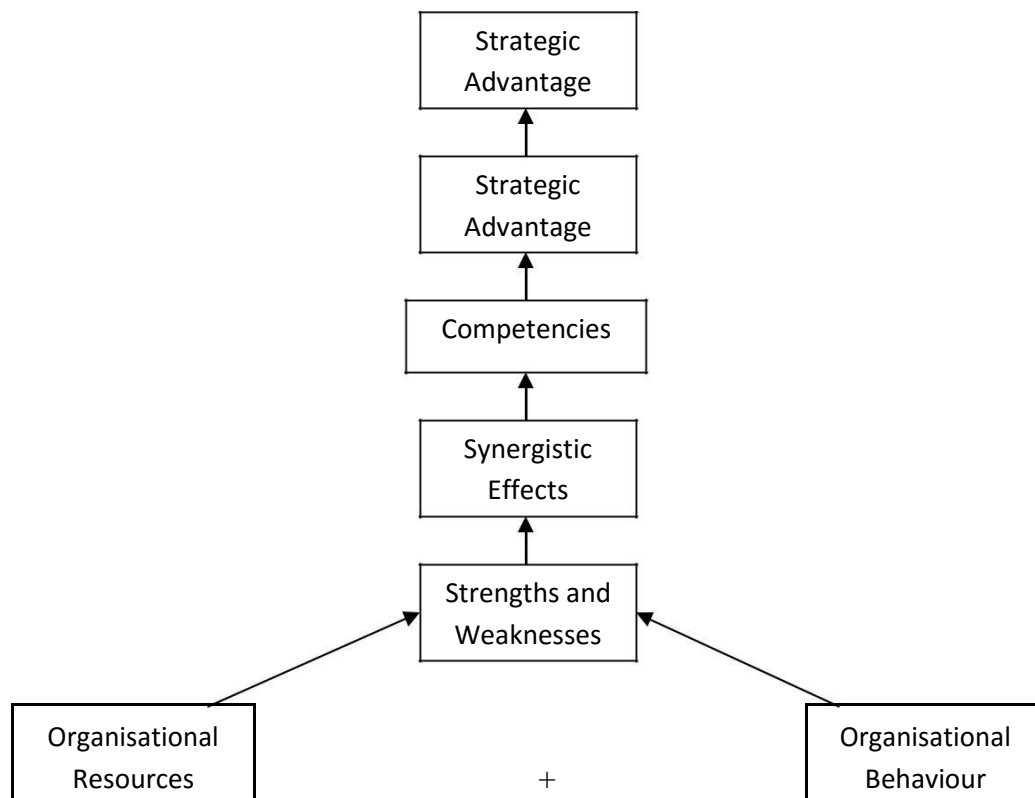 Strategic
Advantage
Strategic
Advantage
Competencies
Synergistic
Effects
Strengths and
Weaknesses
Organisational
Resources
+
Organisational
Behaviour